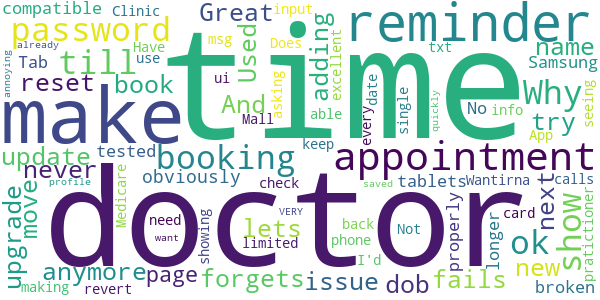 compatible Clinic Great msg input reminder
password Have Does txt name
already annoying Tab use ui Used adding excellent Samsung
till time Why
reset book And asking able every date single No info try seeing
make Mall quickly App
update tested booking keep appointment
never obviously check tablets Wantirna calls
profile Medicare doctor saved
upgrade move need VERY lets back Not card next show pratictioner
want showing limited phone properly longer ok new
anymore page forgets I'd issue dob fails
making revert broken